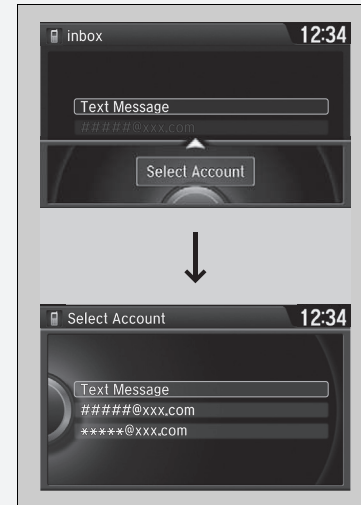 inbox 12:34
Text Message
#####@xxx.com
Select Account
Select Account 12:34
Text Message
#####@xxx.com
*****@xxx.com